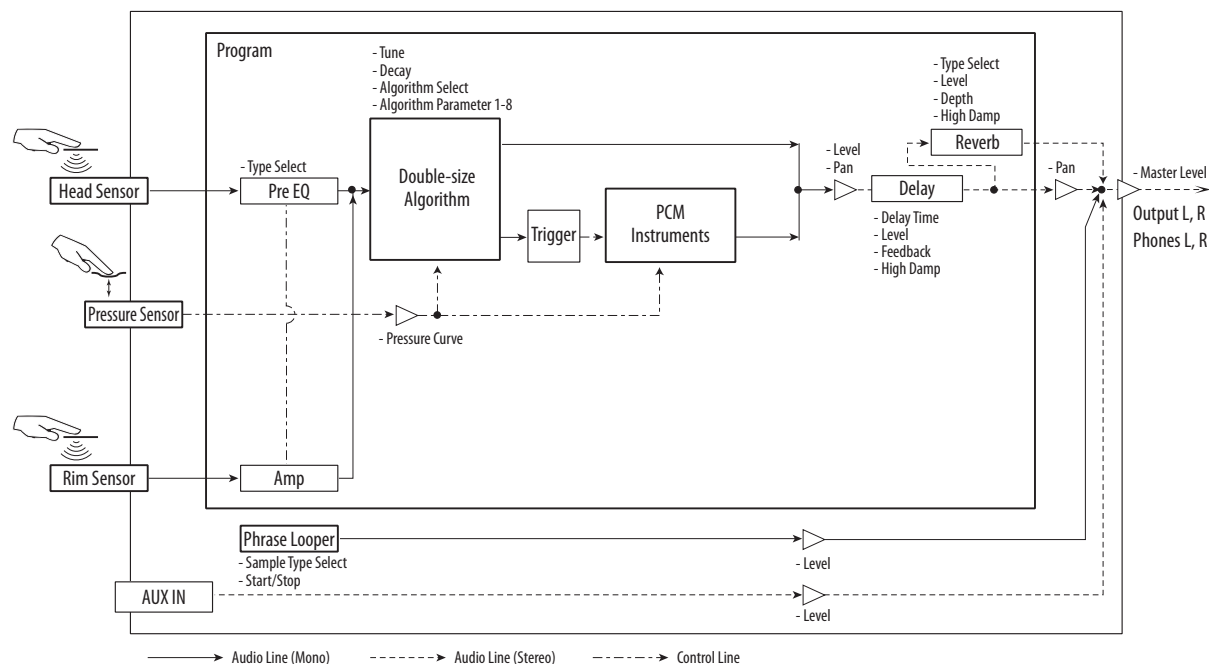 Program
- Tune
- Decay
- Algorithm Select
- Algorithm Parameter 1-8
- Type Select
- Level
- Depth
- High Damp
Head Sensor
- Type Select
Pre EQ
Double-size
Algorithm
Trigger
PCM
Instruments
- Level
- Pan
Delay
- Delay Time
- Level
- Feedback
- High Damp
Reverb
- Pan
- Master Level
Output L, R
Phones L, R
Pressure Sensor
- Pressure Curve
Rim Sensor
Amp
Phrase Looper
- Sample Type Select
- Start/Stop
- Level
AUX IN
- Level
Audio Line (Mono)
Audio Line (Stereo)
Control Line